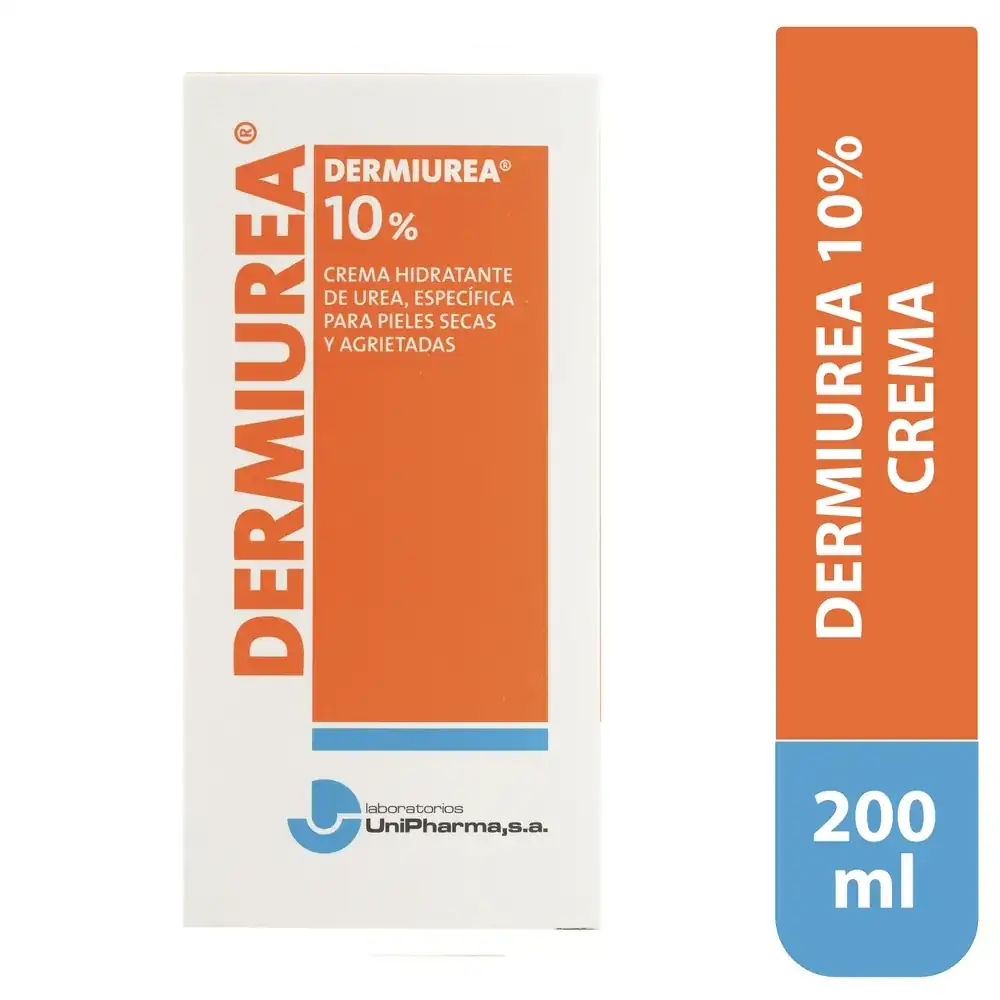 DERMIUREA®
DERMIUREA®
10%
CREMA HIDRATANTE
DE UREA, ESPECÍFICA
PARA PIELES SECAS
Y AGRIETADAS
laboratorios
UniPharma,s.a.
DERMIUREA 10%
CREMA
200
ml